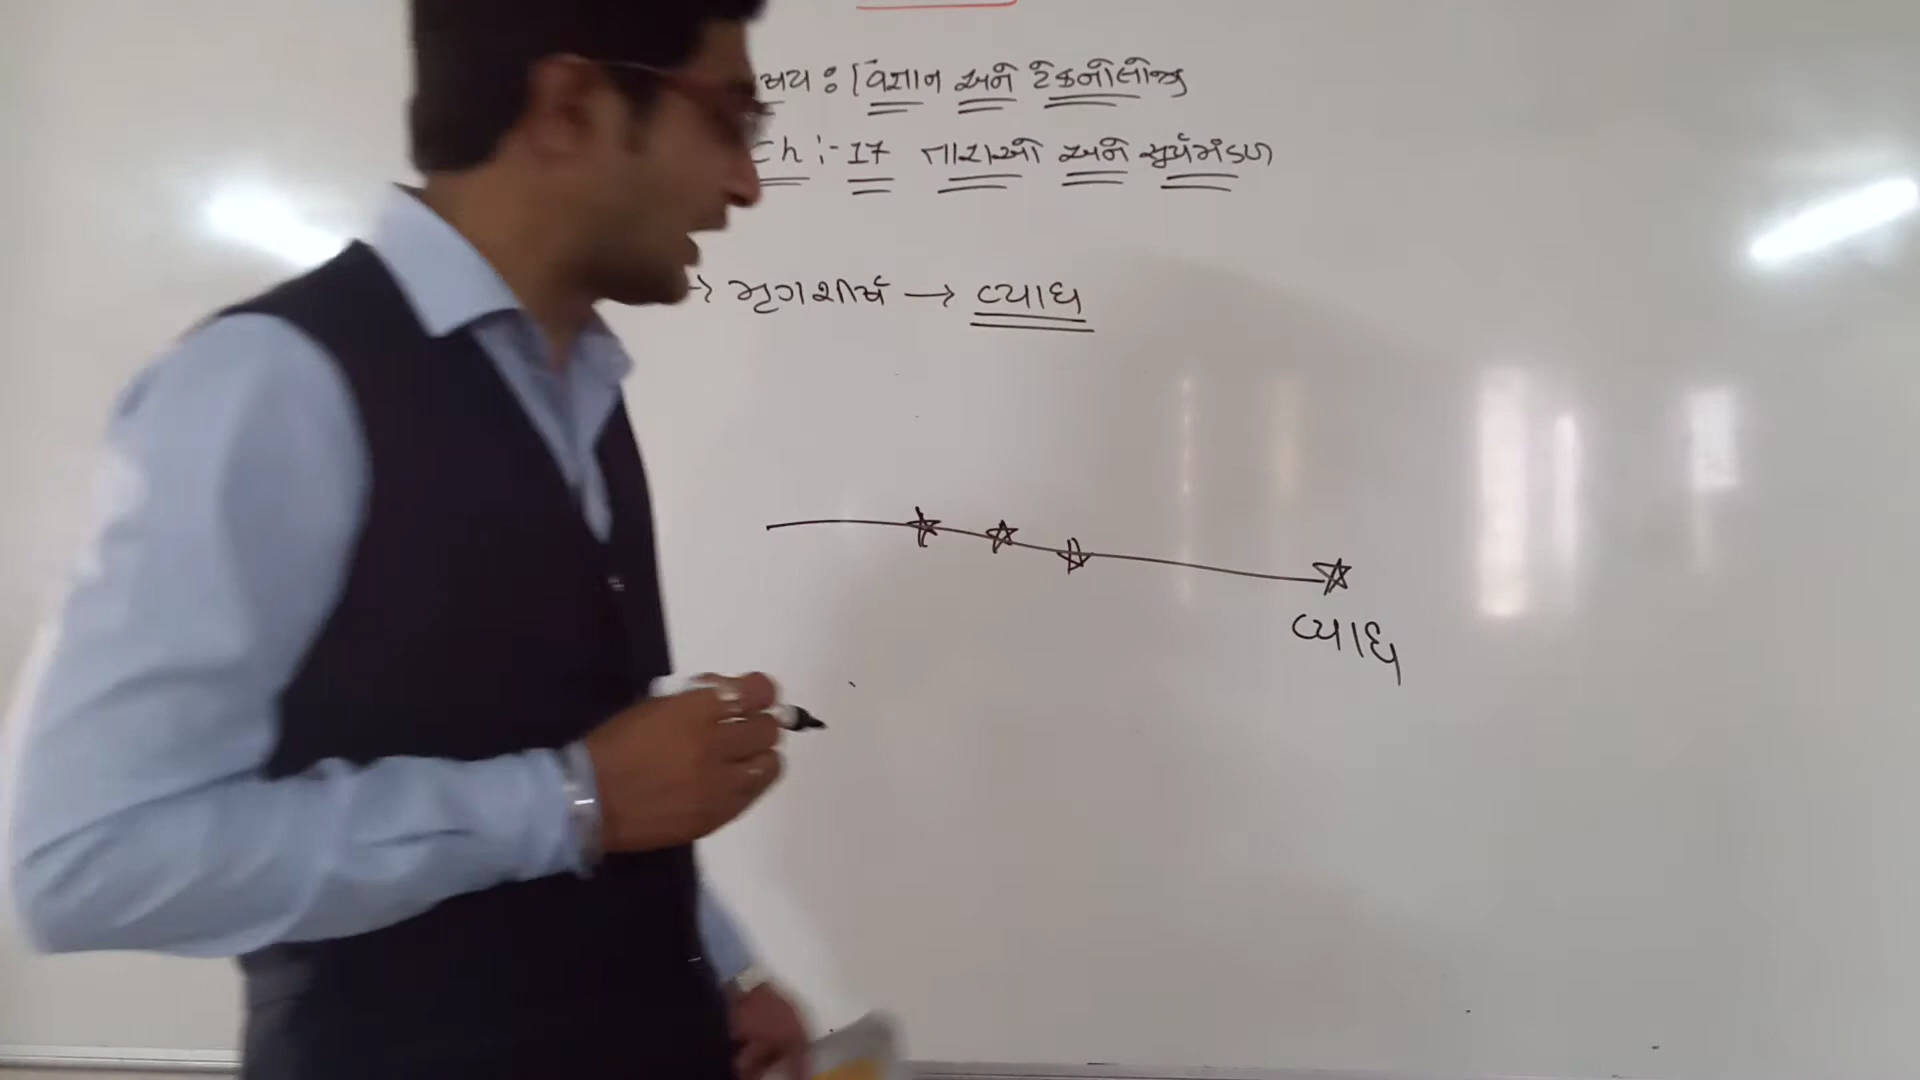 વિજ્ઞાન અને ટેકનોલોજી
Ch :- 17 તારાઓ અને સૂર્યમંડળ
→ મૃગશીર્ષ → વ્યાધ
વ્યાધ